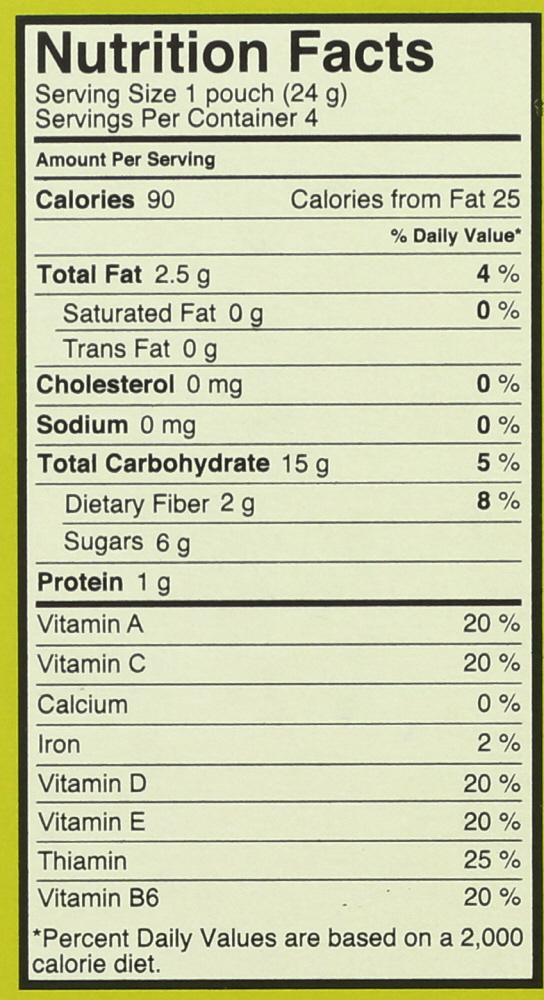 Nutrition Facts
Serving Size 1 pouch (24 g)
Servings Per Container 4
Amount Per Serving
Calories 90 Calories from Fat 25
% Daily Value*
Total Fat 2.5 g 4 %
Saturated Fat 0 g 0 %
Trans Fat 0 g
Cholesterol 0 mg 0 %
Sodium 0 mg 0 %
Total Carbohydrate 15 g 5 %
Dietary Fiber 2 g 8 %
Sugars 6 g
Protein 1 g
Vitamin A 20 %
Vitamin C 20 %
Calcium 0 %
Iron 2 %
Vitamin D 20 %
Vitamin E 20 %
Thiamin 25 %
Vitamin B6 20 %
*Percent Daily Values are based on a 2,000
calorie diet.